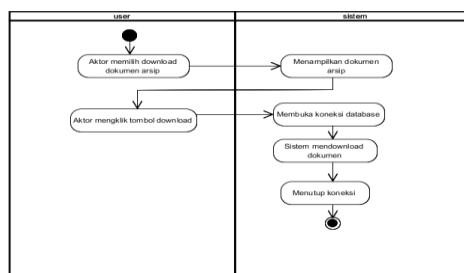 user
sistem
Aktor memilih download
dokumen arsip
Menampilkan dokumen
arsip
Aktor mengklik tombol download
Membuka koneksi database
Sistem mendownload
dokumen
Menutup koneksi